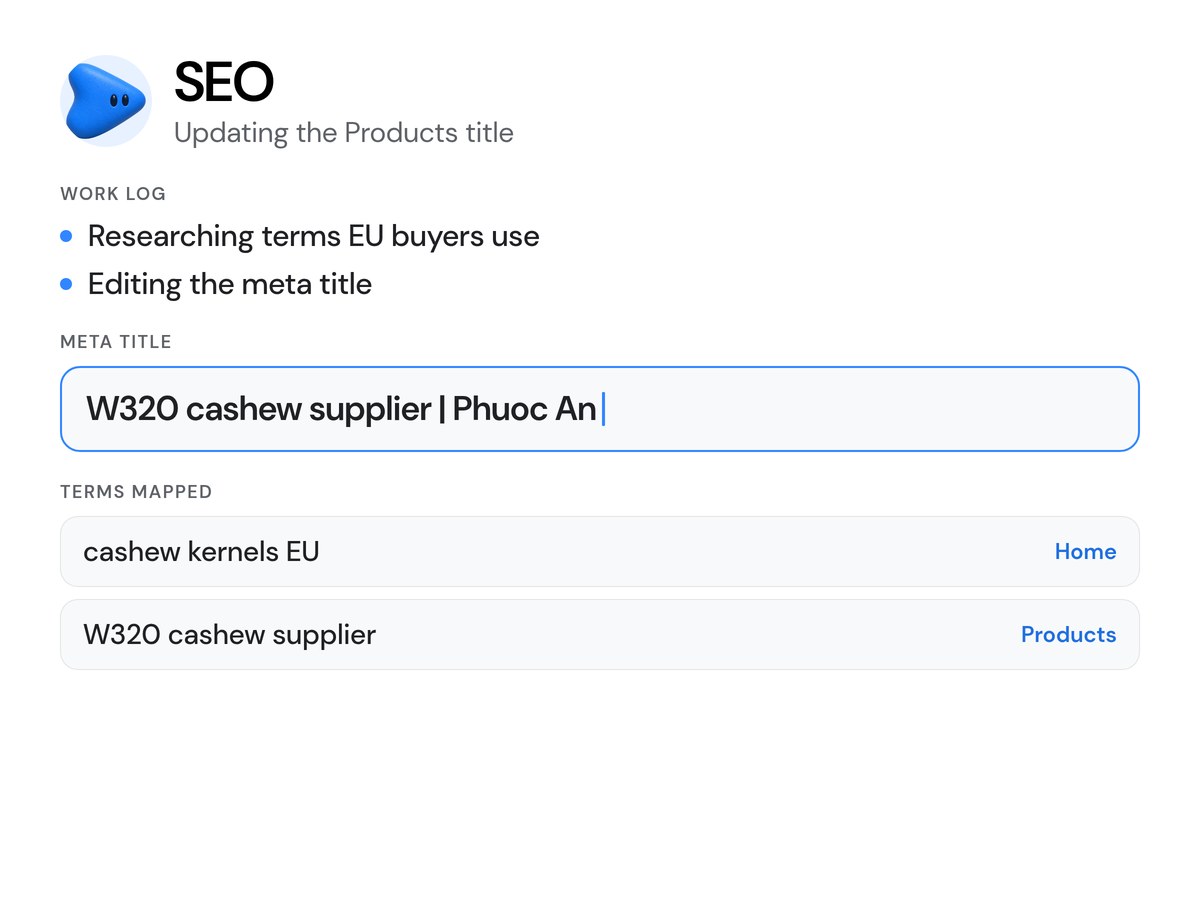 SEO
Updating the Products title
WORK LOG
Researching terms EU buyers use
Editing the meta title
META TITLE
W320 cashew supplier | Phuoc An
TERMS MAPPED
cashew kernels EU
Home
W320 cashew supplier
Products